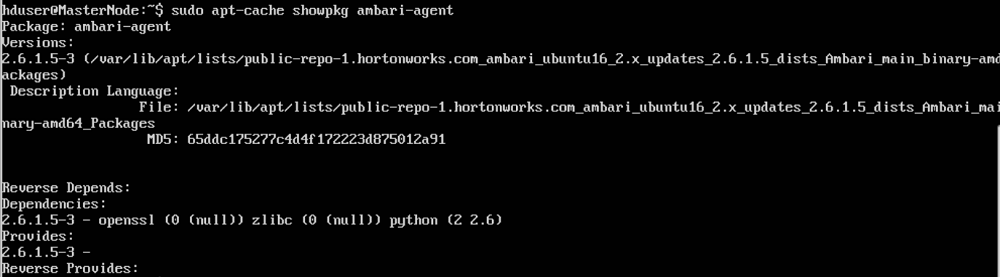 hduser@MasterNode:~$ sudo apt-cache showpkg ambari-agent
Package: ambari-agent
Versions:
2.6.1.5-3 (/var/lib/apt/lists/public-repo-1.hortonworks.com_ambari_ubuntu16_2.x_updates_2.6.1.5_dists_Ambari_main_binary-amd
ackages)
 Description Language:
                 File: /var/lib/apt/lists/public-repo-1.hortonworks.com_ambari_ubuntu16_2.x_updates_2.6.1.5_dists_Ambari_mai
nary-amd64_Packages
                  MD5: 65ddc175277c4d4f172223d875012a91
Reverse Depends:
Dependencies:
2.6.1.5-3 - openssl (0 (null)) zlibc (0 (null)) python (2 2.6)
Provides:
2.6.1.5-3 -
Reverse Provides: